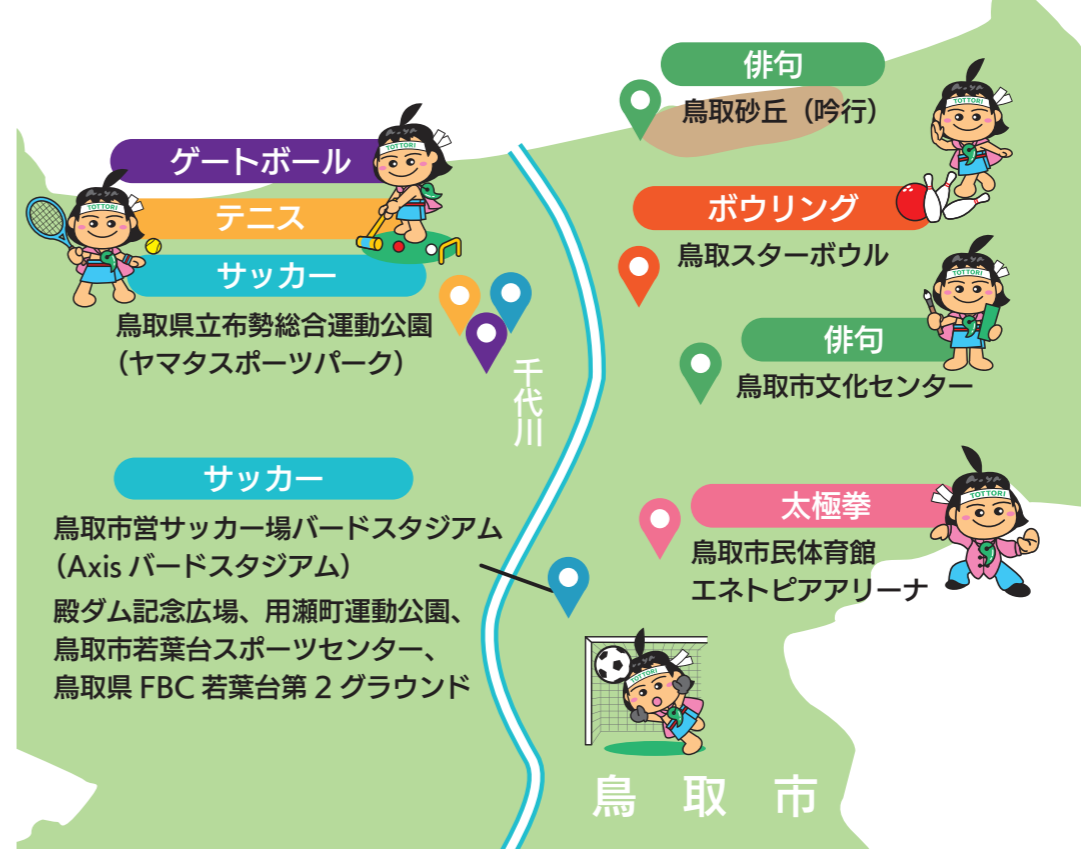 俳句
鳥取砂丘（吟行）
TOTTORI
ゲートボール
TOTTORI
テニス
TOTTORI
サッカー
鳥取県立布勢総合運動公園
（ヤマタスポーツパーク）
ボウリング
鳥取スターボウル
俳句
TOTTORI
鳥取市文化センター
千代川
サッカー
鳥取市営サッカー場バードスタジアム
（Axis バードスタジアム）
殿ダム記念広場、用瀬町運動公園、
鳥取市若葉台スポーツセンター、
鳥取県 FBC 若葉台第 2 グラウンド
太極拳
TOTTORI
鳥取市民体育館
エネトピアアリーナ
TOTTORI
鳥取市